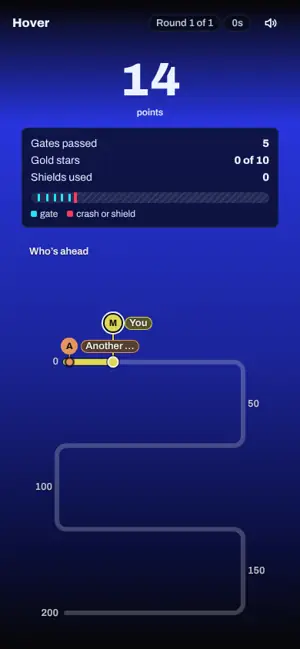 Hover
Round 1 of 1
0s
14
points
Gates passed 5
Gold stars 0 of 10
Shields used 0
gate
crash or shield
Who's ahead
M You
A Another ...
0
50
100
150
200